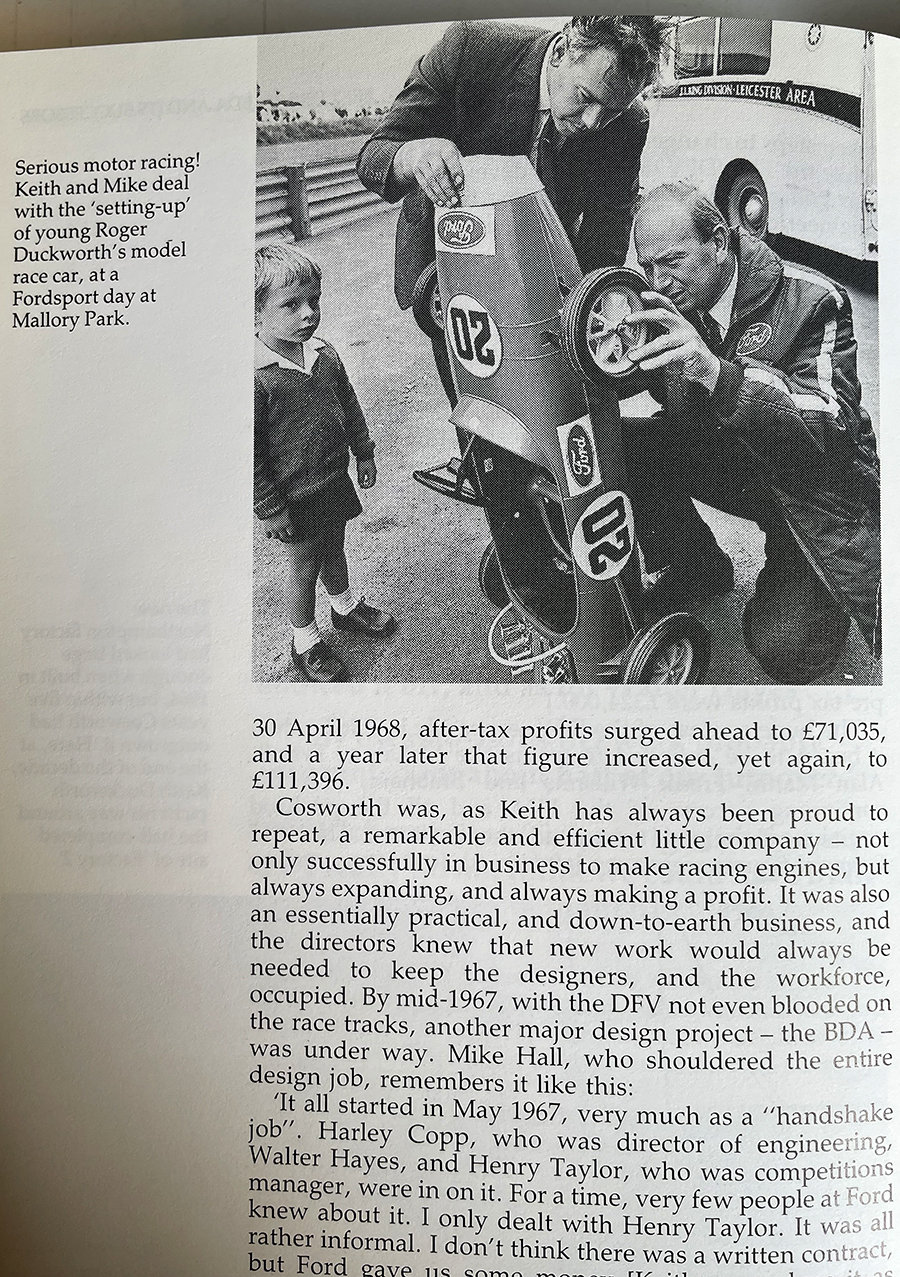 Serious motor racing!
Keith and Mike deal
with the ‘setting-up’
of young Roger
Duckworth’s model
race car, at a
Fordsport day at
Mallory Park.
J.L.KING DIVISION·LEICESTER AREA
Ford
20
Ford
Ford
20
30 April 1968, after-tax profits surged ahead to £71,035,
and a year later that figure increased, yet again, to
£111,396.
Cosworth was, as Keith has always been proud to
repeat, a remarkable and efficient little company – not
only successfully in business to make racing engines, but
always expanding, and always making a profit. It was also
an essentially practical, and down-to-earth business, and
the directors knew that new work would always be
needed to keep the designers, and the workforce,
occupied. By mid-1967, with the DFV not even blooded on
the race tracks, another major design project – the BDA –
was under way. Mike Hall, who shouldered the entire
design job, remembers it like this:
‘It all started in May 1967, very much as a “handshake
job”. Harley Copp, who was director of engineering,
Walter Hayes, and Henry Taylor, who was competitions
manager, were in on it. For a time, very few people at Ford
knew about it. I only dealt with Henry Taylor. It was all
rather informal. I don’t think there was a written contract,
but Ford gave us some money